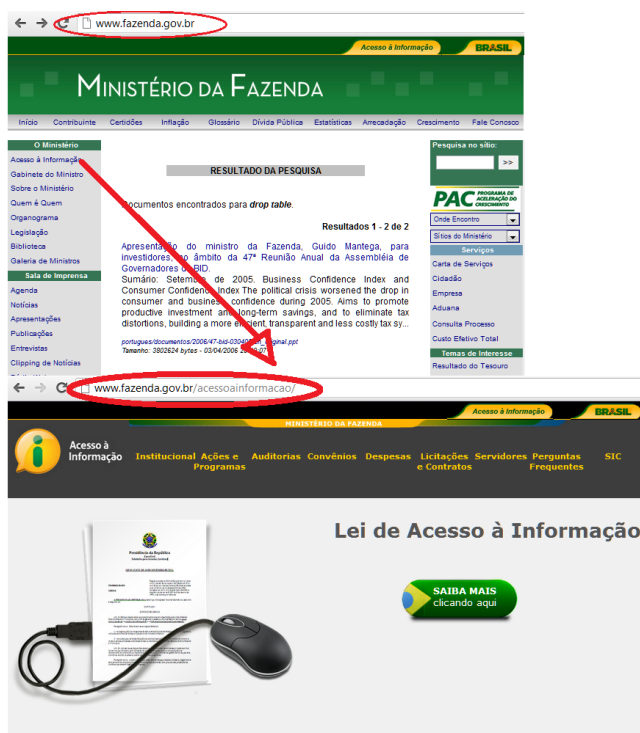 www.fazenda.gov.br
Acesso à Informação
BRASIL
MINISTÉRIO DA FAZENDA
Início Contribuinte Certidões Inflação Glossário Dívida Pública Estatísticas Arrecadação Crescimento Fale Conosco
O Ministério
Acesso à Informação
Gabinete do Ministro
Sobre o Ministério
Quem é Quem
Organograma
Legislação
Biblioteca
Galeria de Ministros
Sala de Imprensa
Agenda
Notícias
Apresentações
Publicações
Entrevistas
Clipping de Notícias
RESULTADO DA PESQUISA
Documentos encontrados para drop table.
Resultados 1 - 2 de 2
Apresentação do ministro da Fazenda, Guido Mantega, para
investidores, no âmbito da 47ª Reunião Anual da Assembléia de
Governadores do BID.
Sumário: Setembro de 2005. Business Confidence Index and
Consumer Confidence Index The political crisis worsened the drop in
consumer and business confidence during 2005. Aims to promote
productive investment and long-term savings, and to eliminate tax
distortions, building a more efficient, transparent and less costly tax sy...
Tamanho: 3802624 bytes - 03/04/2006
Pesquisa no sítio:
>>
PAC PROGRAMA DE
ACELERAÇÃO DO
CRESCIMENTO
Onde Encontro
Sítios do Ministério
Serviços
Carta de Serviços
Cidadão
Empresa
Aduana
Consulta Processo
Custo Efetivo Total
Temas de Interesse
Resultado do Tesouro
www.fazenda.gov.br/acessoainformacao/
Acesso à Informação
BRASIL
MINISTÉRIO DA FAZENDA
i
Acesso à
Informação
Institucional Ações e Auditorias Convênios Despesas Licitações Servidores Perguntas SIC
Programas e Contratos Frequentes
Lei de Acesso à Informação
Presidência da República
SAIBA MAIS
clicando aqui